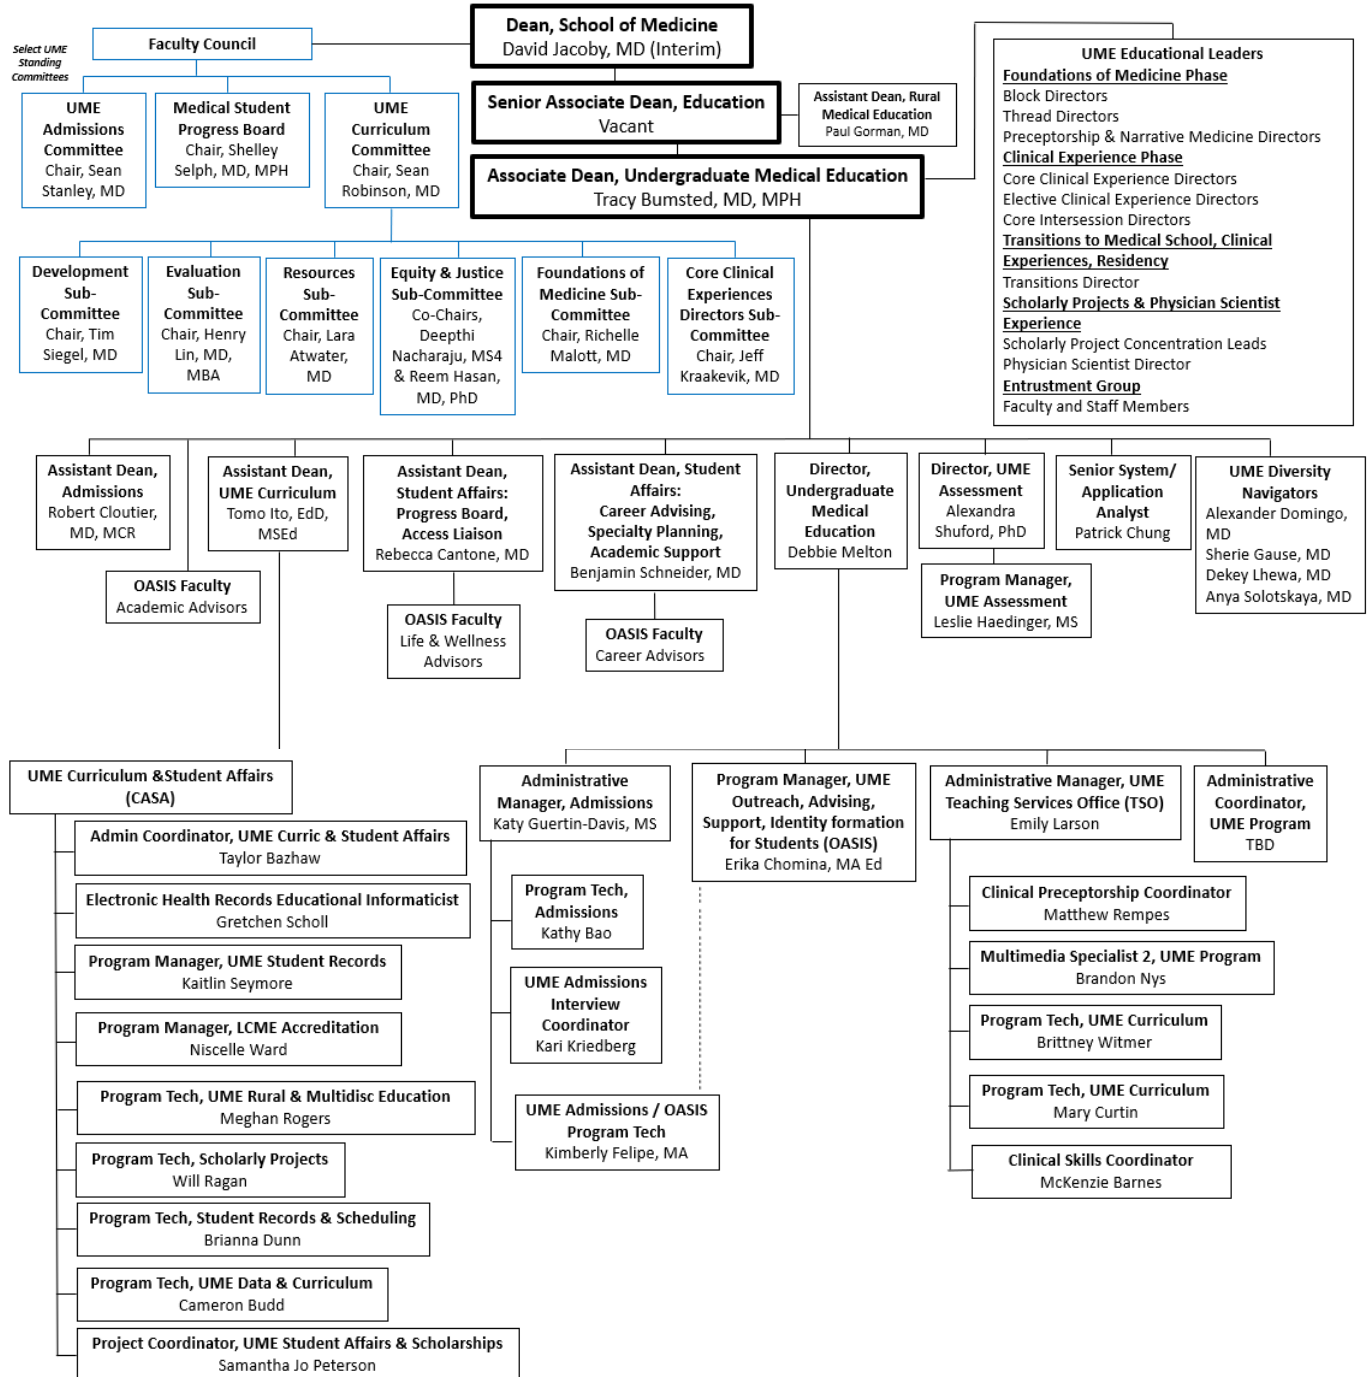 Dean, School of Medicine
David Jacoby, MD (Interim)
Faculty Council
Select UME
Standing
Committees
UME
Admissions
Committee
Chair, Sean
Stanley, MD
Medical Student
Progress Board
Chair, Shelley
Selph, MD, MPH
UME
Curriculum
Committee
Chair, Sean
Robinson, MD
Senior Associate Dean, Education
Vacant
Assistant Dean, Rural
Medical Education
Paul Gorman, MD
Associate Dean, Undergraduate Medical Education
Tracy Bumsted, MD, MPH
UME Educational Leaders
Foundations of Medicine Phase
Block Directors
Thread Directors
Preceptorship & Narrative Medicine Directors
Clinical Experience Phase
Core Clinical Experience Directors
Elective Clinical Experience Directors
Core Intersession Directors
Transitions to Medical School, Clinical
Experiences, Residency
Transitions Director
Scholarly Projects & Physician Scientist
Experience
Scholarly Project Concentration Leads
Physician Scientist Director
Entrustment Group
Faculty and Staff Members
Development
Sub-
Committee
Chair, Tim
Siegel, MD
Evaluation
Sub-
Committee
Chair, Henry
Lin, MD,
MBA
Resources
Sub-
Committee
Chair, Lara
Atwater,
MD
Equity & Justice
Sub-Committee
Co-Chairs,
Deepthi
Nacharaju, MS4
& Reem Hasan,
MD, PhD
Foundations
of Medicine Sub-
Committee
Chair, Richelle
Malott, MD
Core Clinical
Experiences
Directors Sub-
Committee
Chair, Jeff
Kraakevik, MD
Assistant Dean,
Admissions
Robert Cloutier,
MD, MCR
OASIS Faculty
Academic Advisors
Assistant Dean,
UME Curriculum
Tomo Ito, EdD,
MSEd
Assistant Dean,
Student Affairs:
Progress Board,
Access Liaison
Rebecca Cantone, MD
OASIS Faculty
Life & Wellness
Advisors
Assistant Dean, Student
Affairs:
Career Advising,
Specialty Planning,
Academic Support
Benjamin Schneider, MD
OASIS Faculty
Career Advisors
Director,
Undergraduate
Medical
Education
Debbie Melton
Director, UME
Assessment
Alexandra
Shuford, PhD
Program Manager,
UME Assessment
Leslie Haedinger, MS
Senior System/
Application
Analyst
Patrick Chung
UME Diversity
Navigators
Alexander Domingo,
MD
Sherie Gause, MD
Dekey Lhewa, MD
Anya Solotskaya, MD
UME Curriculum &Student Affairs
(CASA)
Admin Coordinator, UME Curric & Student Affairs
Taylor Bazhaw
Electronic Health Records Educational Informaticist
Gretchen Scholl
Program Manager, UME Student Records
Kaitlin Seymore
Program Manager, LCME Accreditation
Niscelle Ward
Program Tech, UME Rural & Multidisc Education
Meghan Rogers
Program Tech, Scholarly Projects
Will Ragan
Program Tech, Student Records & Scheduling
Brianna Dunn
Program Tech, UME Data & Curriculum
Cameron Budd
Project Coordinator, UME Student Affairs & Scholarships
Samantha Jo Peterson
Administrative
Manager, Admissions
Katy Guertin-Davis, MS
Program Tech,
Admissions
Kathy Bao
UME Admissions
Interview
Coordinator
Kari Kriedberg
UME Admissions / OASIS
Program Tech
Kimberly Felipe, MA
Program Manager, UME
Outreach, Advising,
Support, Identity formation
for Students (OASIS)
Erika Chomina, MA Ed
Administrative Manager, UME
Teaching Services Office (TSO)
Emily Larson
Clinical Preceptorship Coordinator
Matthew Rempes
Multimedia Specialist 2, UME Program
Brandon Nys
Program Tech, UME Curriculum
Brittney Witmer
Program Tech, UME Curriculum
Mary Curtin
Clinical Skills Coordinator
McKenzie Barnes
Administrative
Coordinator,
UME Program
TBD